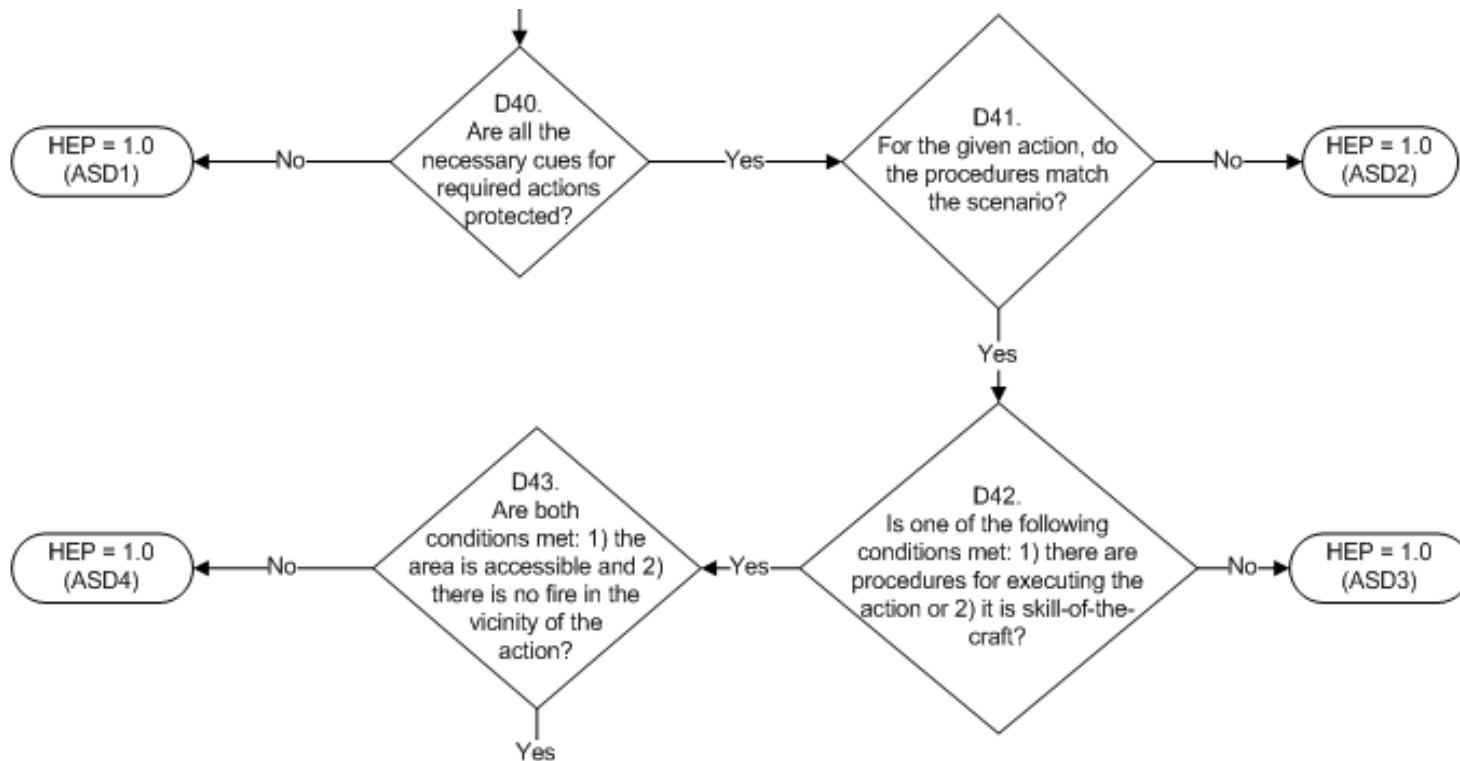 D40.
Are all the
necessary cues for
required actions
protected?
HEP = 1.0
(ASD1)
No
Yes
D41.
For the given action, do
the procedures match
the scenario?
No
HEP = 1.0
(ASD2)
Yes
D42.
Is one of the following
conditions met: 1) there are
procedures for executing the
action or 2) it is skill-of-the-
craft?
No
HEP = 1.0
(ASD3)
Yes
D43.
Are both
conditions met: 1) the
area is accessible and 2)
there is no fire in the
vicinity of the
action?
No
HEP = 1.0
(ASD4)
Yes